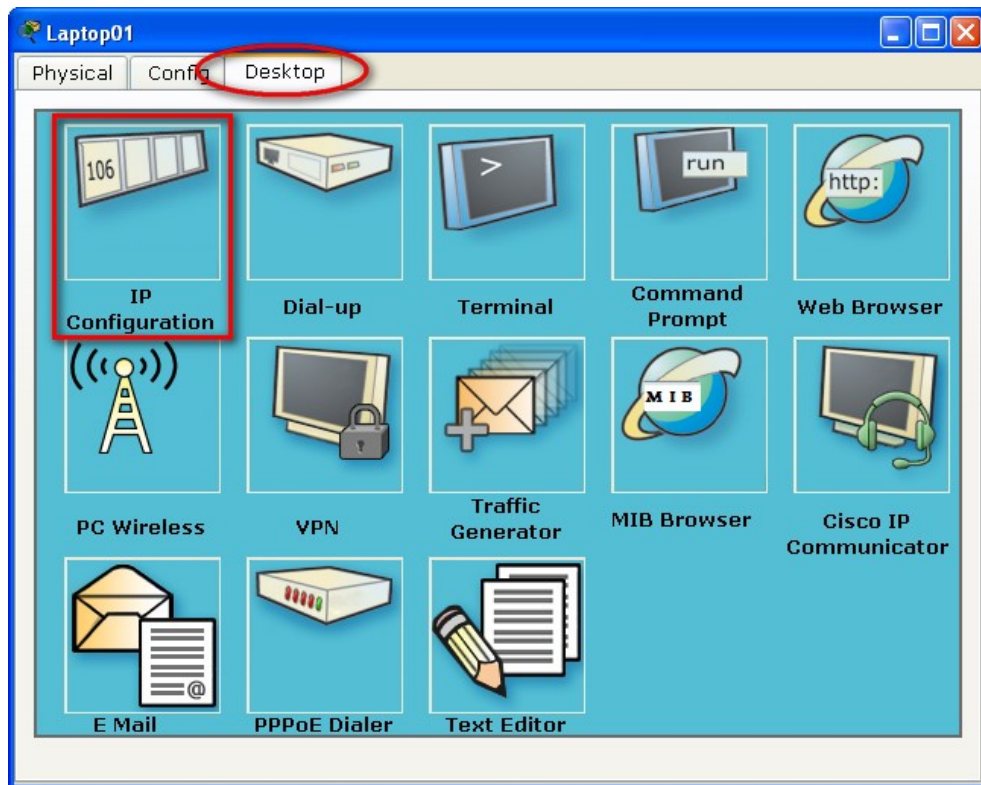 Laptop01
Physical
Config
Desktop
106
>
run
http:
IP
Configuration
Dial-up
Terminal
Command
Prompt
Web Browser
MIB
PC Wireless
VPN
Traffic
Generator
MIB Browser
Cisco IP
Communicator
@
E Mail
PPPoE Dialer
Text Editor